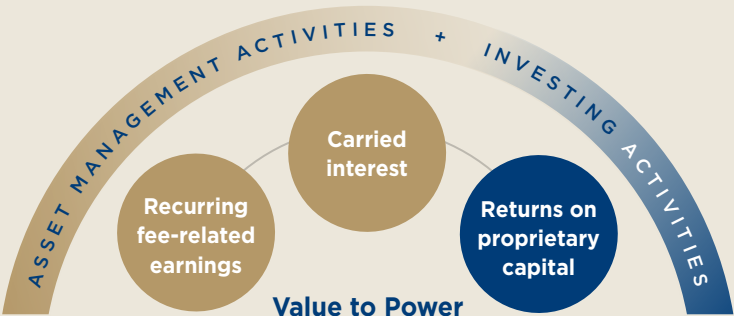 ASSET MANAGEMENT ACTIVITIES + INVESTING ACTIVITIES
Carried
interest
Recurring
fee-related
earnings
Returns on
proprietary
capital
Value to Power